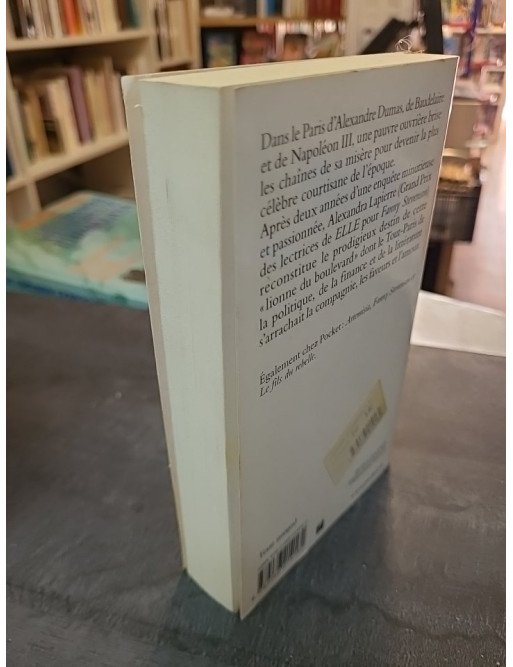 Dans le Paris d'Alexandre Dumas, de Baudelaire
et de Napoléon III, une pauvre ouvrière brise
les chaînes de sa misère pour devenir la plus
célèbre courtisane de l'époque.
Après deux années d'une enquête minutieuse
et passionnée, Alexandra Lapierre (Grand Prix
des lectrices de ELLE pour Fanny Stevenson)
reconstitue le prodigieux destin de cette
« lionne du boulevard » dont le Tout-Paris de
la politique, de la finance et de la littérature
s'arrachait la compagnie, les faveurs et l'amour.
Également chez Pocket : Artemisia, Fanny Stevenson et
Le fils du rebelle.